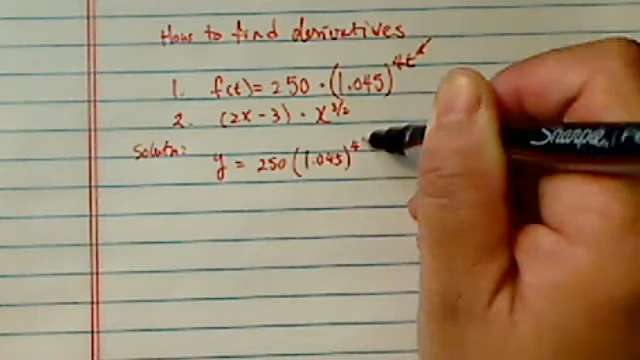 How to find derivatives
1. f(t) = 250 · (1.045)^4t
2. (2x - 3) · x^3/2
Solutn: y = 250 (1.045)^4
Sharpie